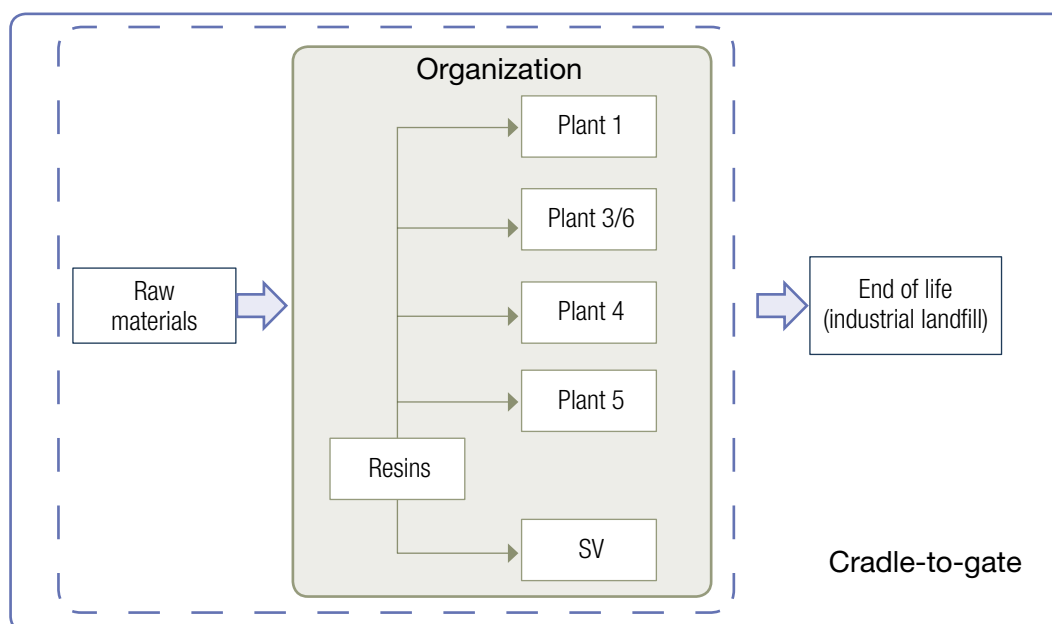 Organization
Plant 1
Plant 3/6
Raw
materials
Plant 4
End of life
(industrial landfill)
Plant 5
Resins
SV
Cradle-to-gate